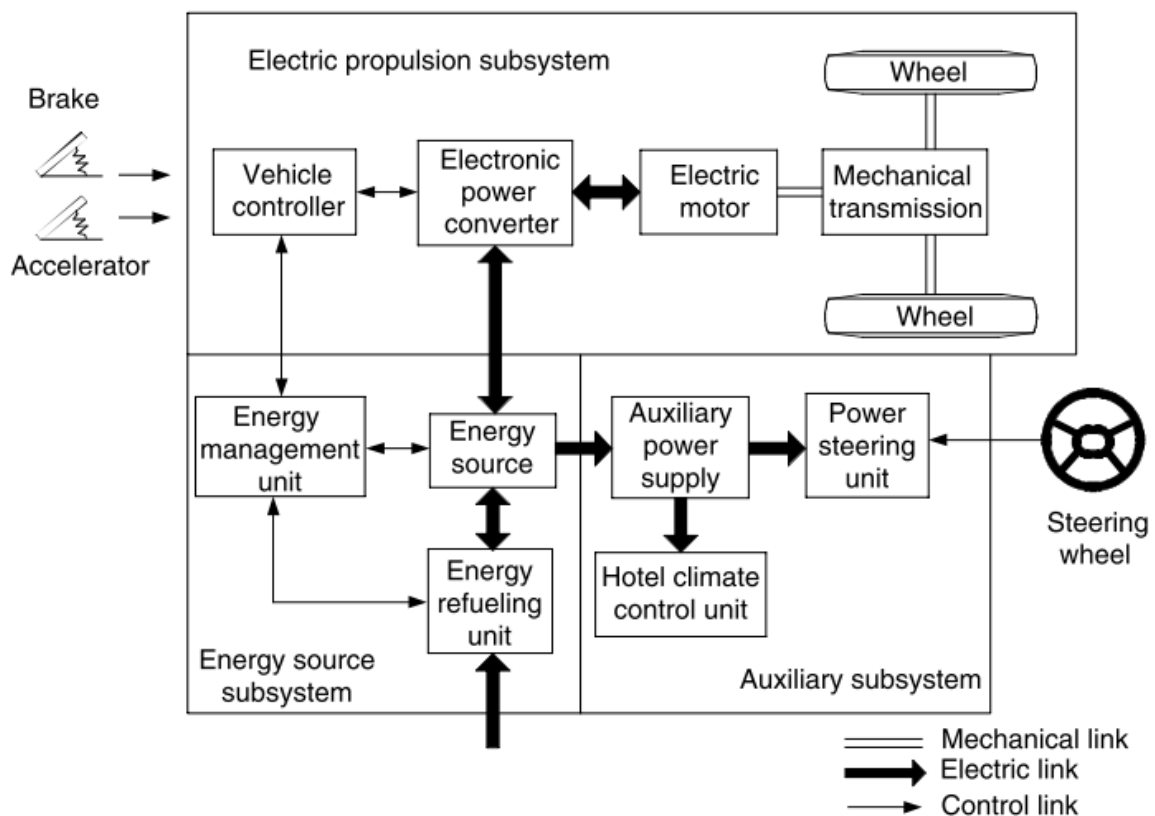 Electric propulsion subsystem
Wheel
Brake
Vehicle
controller
Electronic
power
converter
Electric
motor
Mechanical
transmission
Accelerator
Wheel
Energy
management
unit
Energy
source
Auxiliary
power
supply
Power
steering
unit
Steering
wheel
Energy
refueling
unit
Hotel climate
control unit
Energy source
subsystem
Auxiliary subsystem
Mechanical link
Electric link
Control link